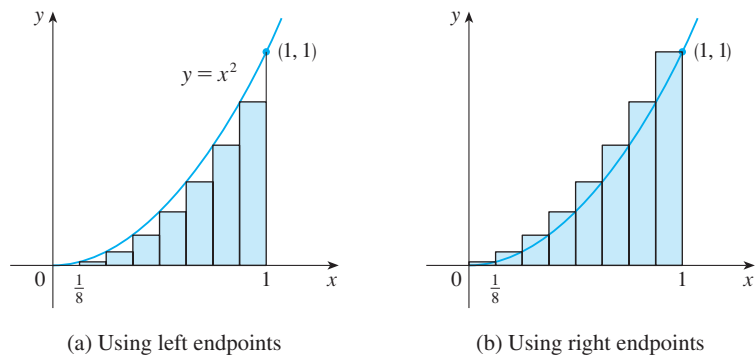 y
(1, 1)
y = x²
0
1/8
1
x
(a) Using left endpoints
y
(1, 1)
0
1/8
1
x
(b) Using right endpoints